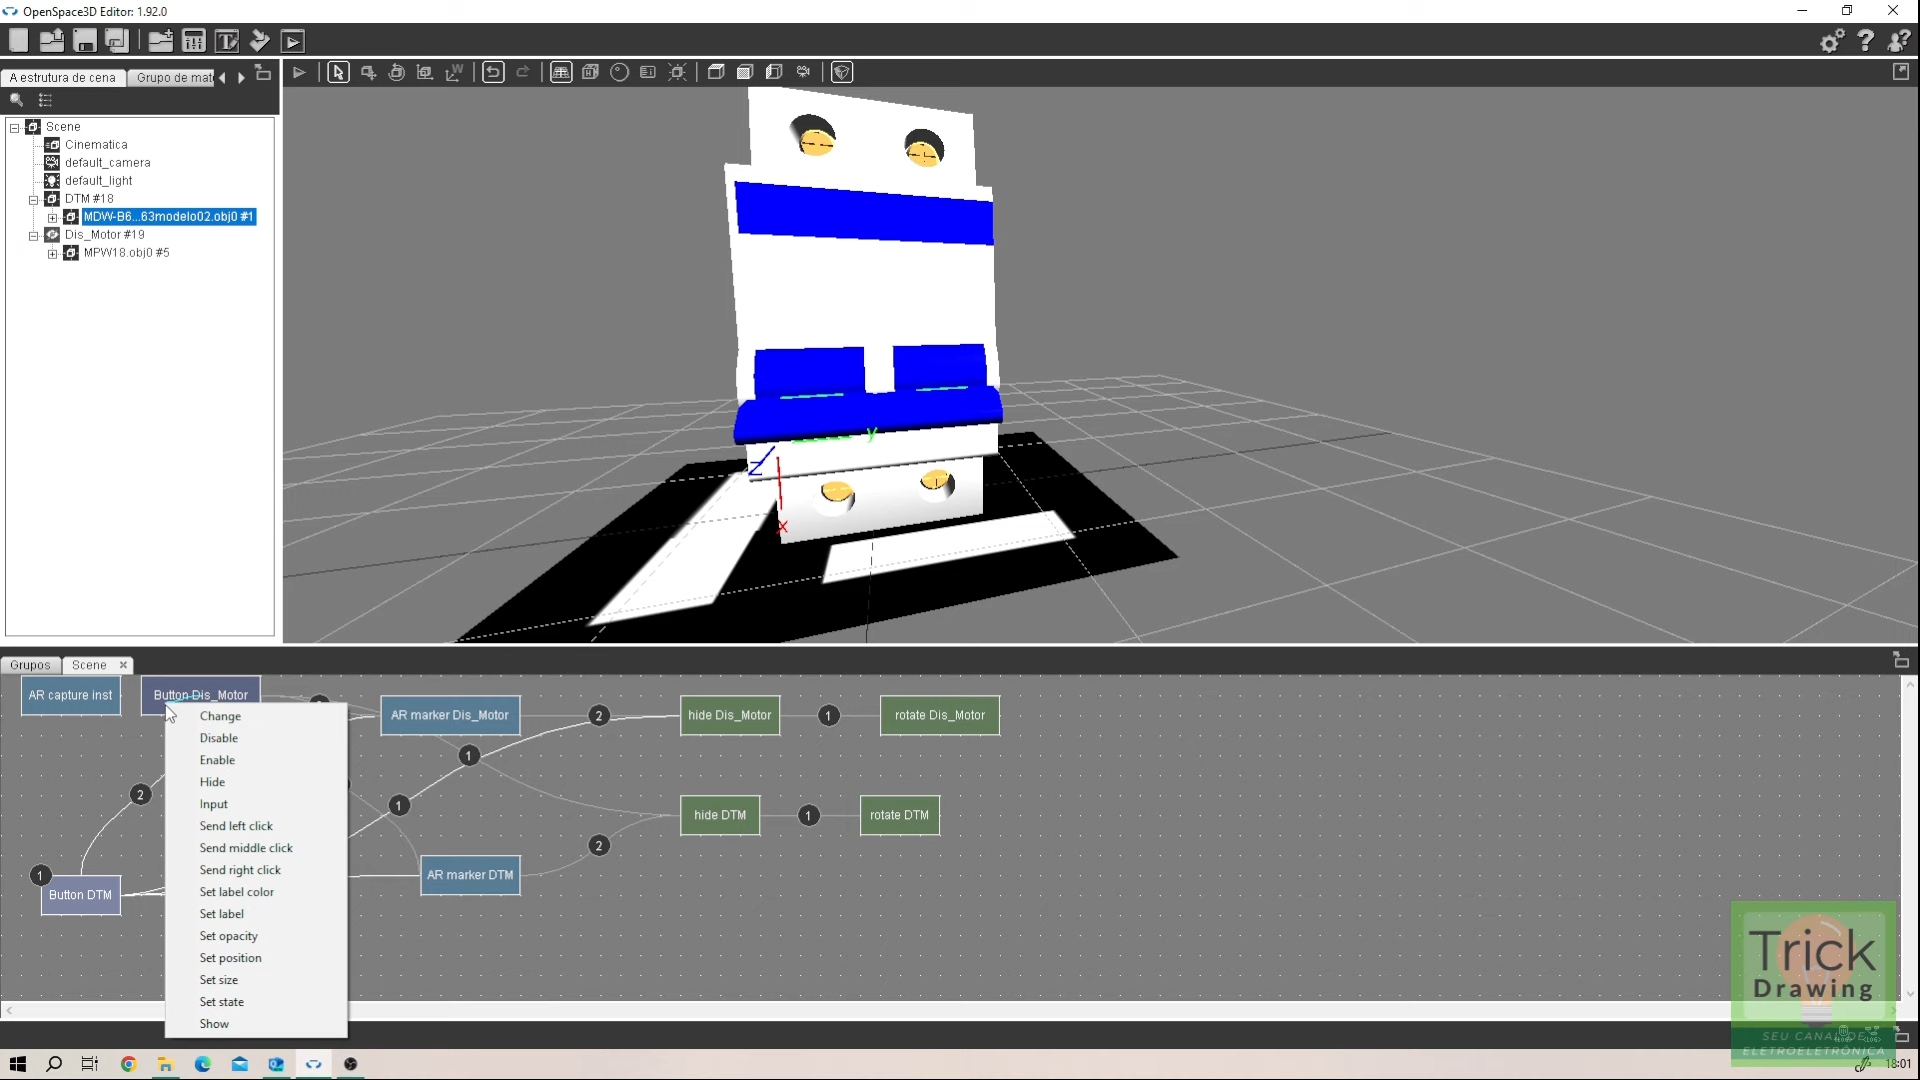 OpenSpace3D Editor: 1.92.0
A estrutura de cena
Grupo de mat
Scene
Cinematica
default_camera
default_light
DTM #18
MDW-B6...63modelo02.obj0 #1
Dis_Motor #19
MPW18.obj0 #5
y
Z
x
Grupos
Scene
AR capture inst
Button Dis_Motor
AR marker Dis_Motor
2
hide Dis_Motor
1
rotate Dis_Motor
Change
Disable
Enable
Hide
Input
Send left click
Send middle click
Send right click
Set label color
Set label
Set opacity
Set position
Set size
Set state
Show
1
2
1
hide DTM
1
rotate DTM
2
1
Button DTM
AR marker DTM
Trick
Drawing
SEU CANAL DE
ELETROELETRÔNICA
18:01